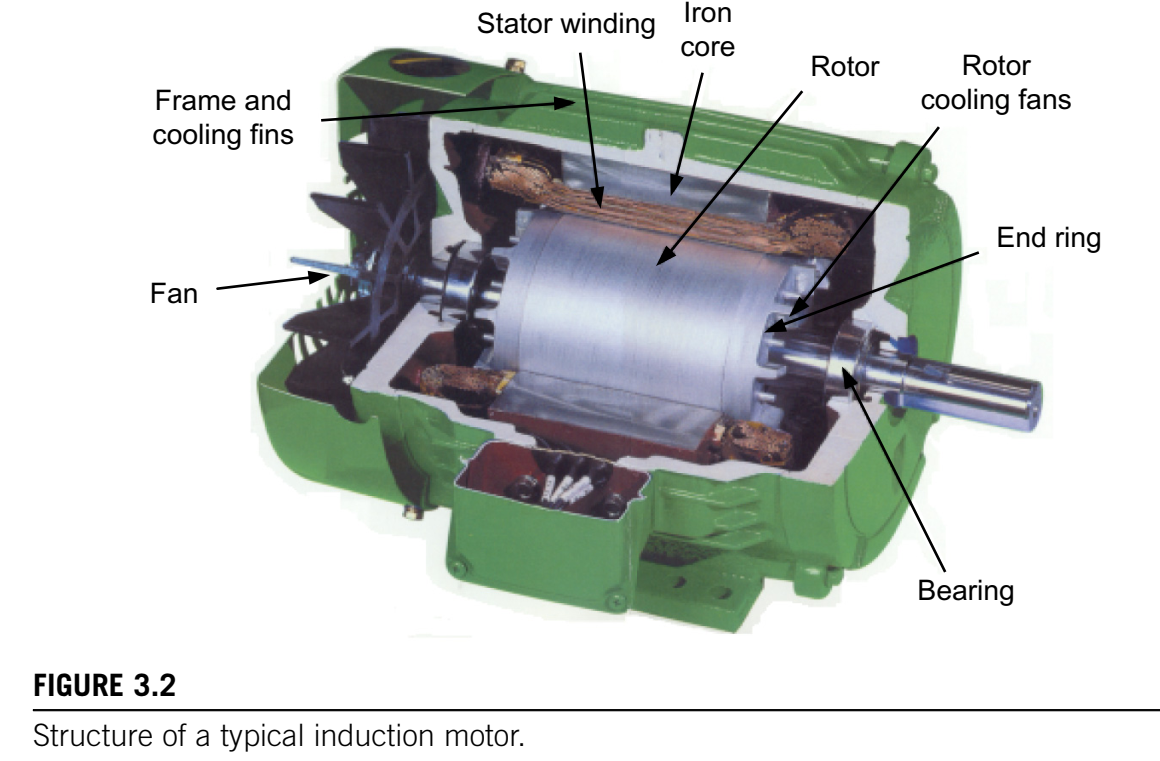 Stator winding
Iron
core
Rotor
Rotor
cooling fans
Frame and
cooling fins
End ring
Fan
Bearing
FIGURE 3.2
Structure of a typical induction motor.